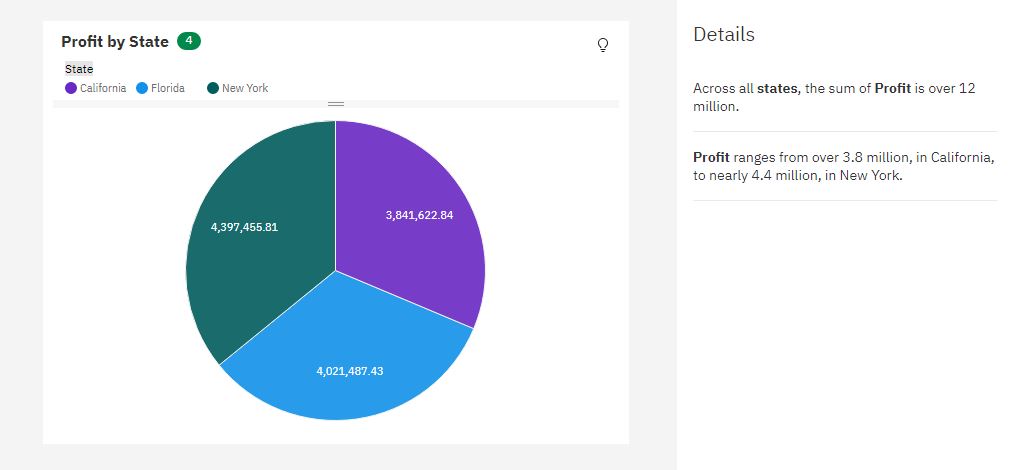 Profit by State 4
State
California Florida New York
3,841,622.84
4,397,455.81
4,021,487.43
Details
Across all states, the sum of Profit is over 12
million.
Profit ranges from over 3.8 million, in California,
to nearly 4.4 million, in New York.